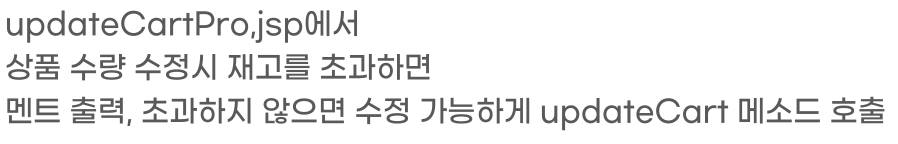 updateCartPro,jsp에서
상품 수량 수정시 재고를 초과하면
멘트 출력, 초과하지 않으면 수정 가능하게 updateCart 메소드 호출